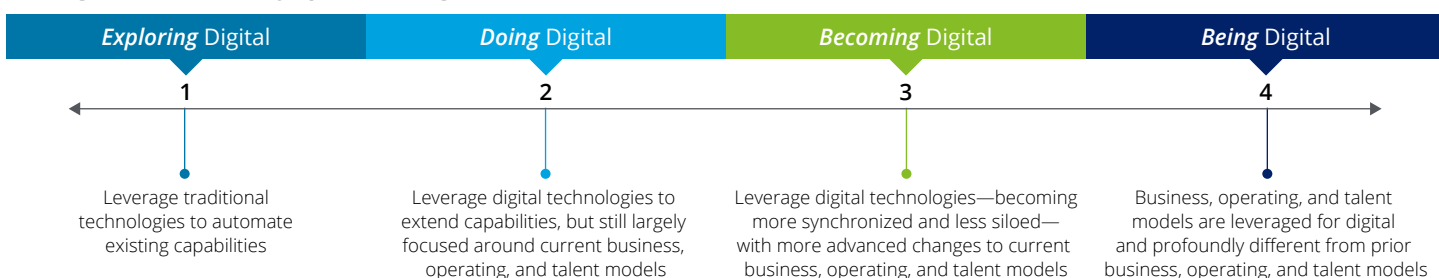 Exploring Digital
Doing Digital
Becoming Digital
Being Digital
1
2
3
4
Leverage traditional
technologies to automate
existing capabilities
Leverage digital technologies to
extend capabilities, but still largely
focused around current business,
operating, and talent models
Leverage digital technologies—becoming
more synchronized and less siloed—
with more advanced changes to current
business, operating, and talent models
Business, operating, and talent
models are leveraged for digital
and profoundly different from prior
business, operating, and talent models